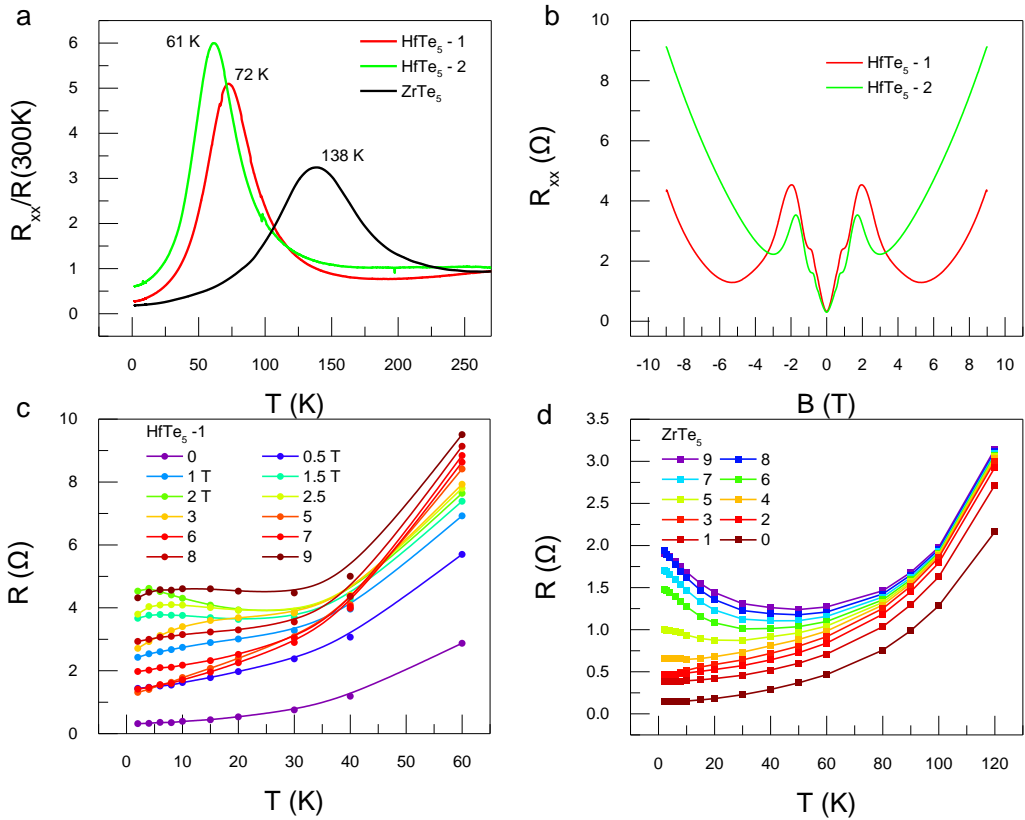 a
R_xx/R(300K)
6
5
4
3
2
1
0
61 K
72 K
138 K
HfTe₅ - 1
HfTe₅ - 2
ZrTe₅
0 50 100 150 200 250
T (K)
b
R_xx (Ω)
10
8
6
4
2
0
HfTe₅ - 1
HfTe₅ - 2
-10 -8 -6 -4 -2 0 2 4 6 8 10
B (T)
c
R (Ω)
10
8
6
4
2
0
HfTe₅ -1
0 0.5 T
1 T 1.5 T
2 T 2.5
3 5
6 7
8 9
0 10 20 30 40 50 60
T (K)
d
R (Ω)
3.5
3.0
2.5
2.0
1.5
1.0
0.5
0.0
ZrTe₅
9 8
7 6
5 4
3 2
1 0
0 20 40 60 80 100 120
T (K)